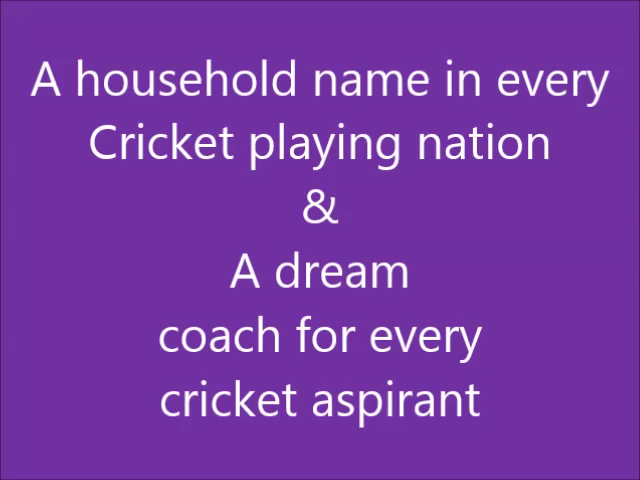 A household name in every
Cricket playing nation
&
A dream
coach for every
cricket aspirant